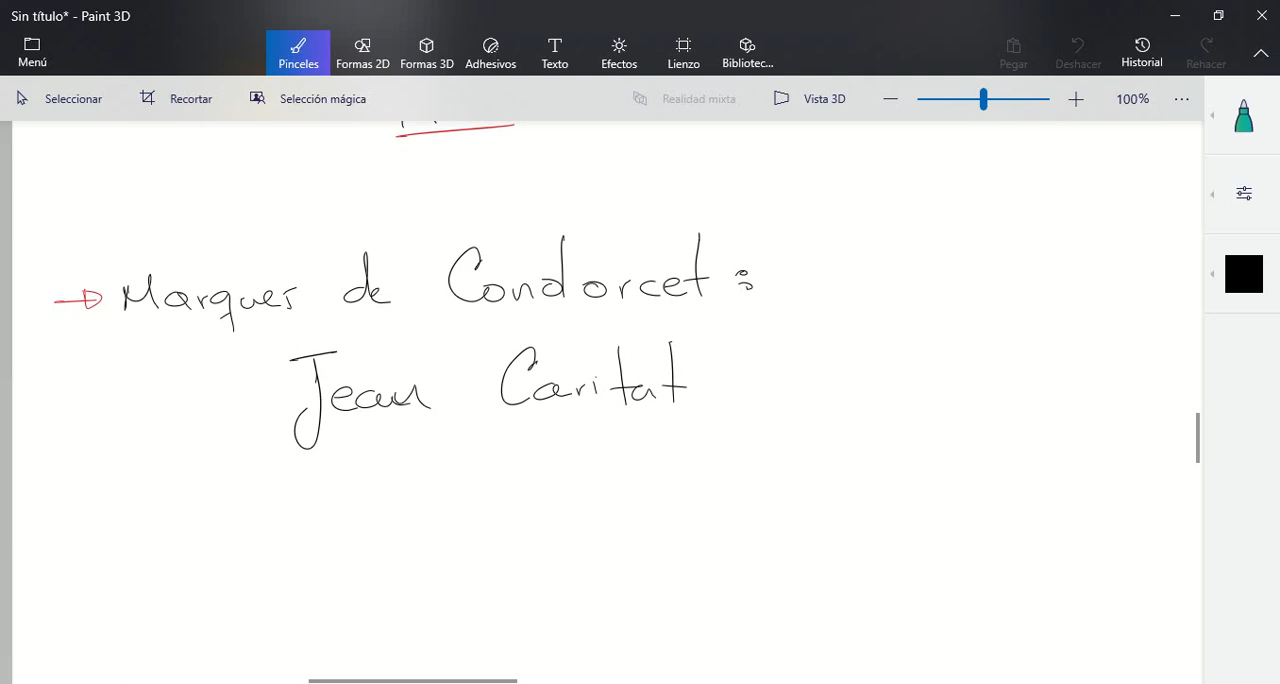 Sin título* - Paint 3D
Menú
Pinceles
Formas 2D
Formas 3D
Adhesivos
Texto
Efectos
Lienzo
Bibliotec...
Pegar
Deshacer
Historial
Rehacer
Seleccionar
Recortar
Selección mágica
Realidad mixta
Vista 3D
100%
Marques de Condorcet:
Jean Caritat